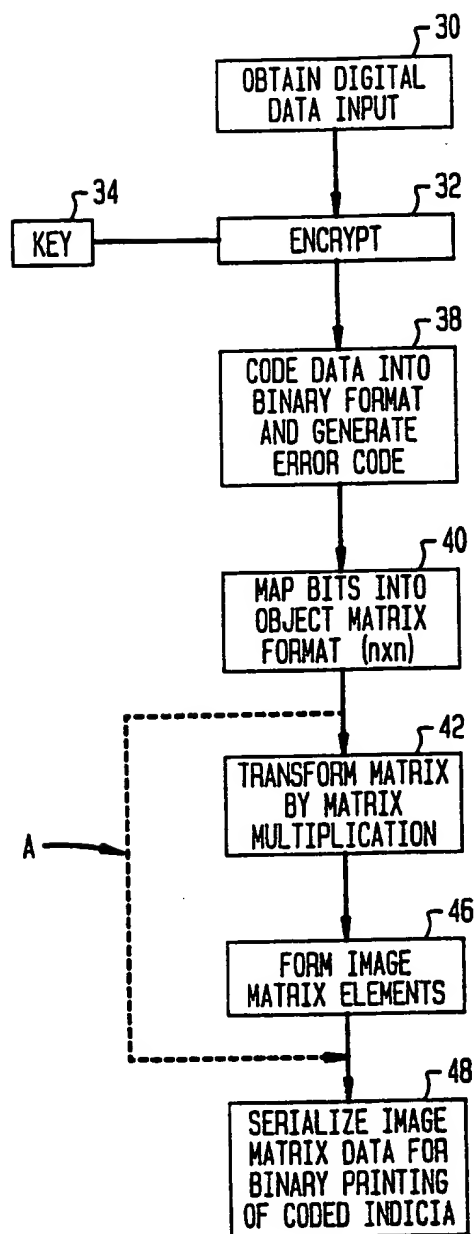 30
OBTAIN DIGITAL
DATA INPUT
34
32
KEY
ENCRYPT
38
CODE DATA INTO
BINARY FORMAT
AND GENERATE
ERROR CODE
40
MAP BITS INTO
OBJECT MATRIX
FORMAT (nxn)
42
TRANSFORM MATRIX
BY MATRIX
MULTIPLICATION
A
46
FORM IMAGE
MATRIX ELEMENTS
48
SERIALIZE IMAGE
MATRIX DATA FOR
BINARY PRINTING
OF CODED INDICIA